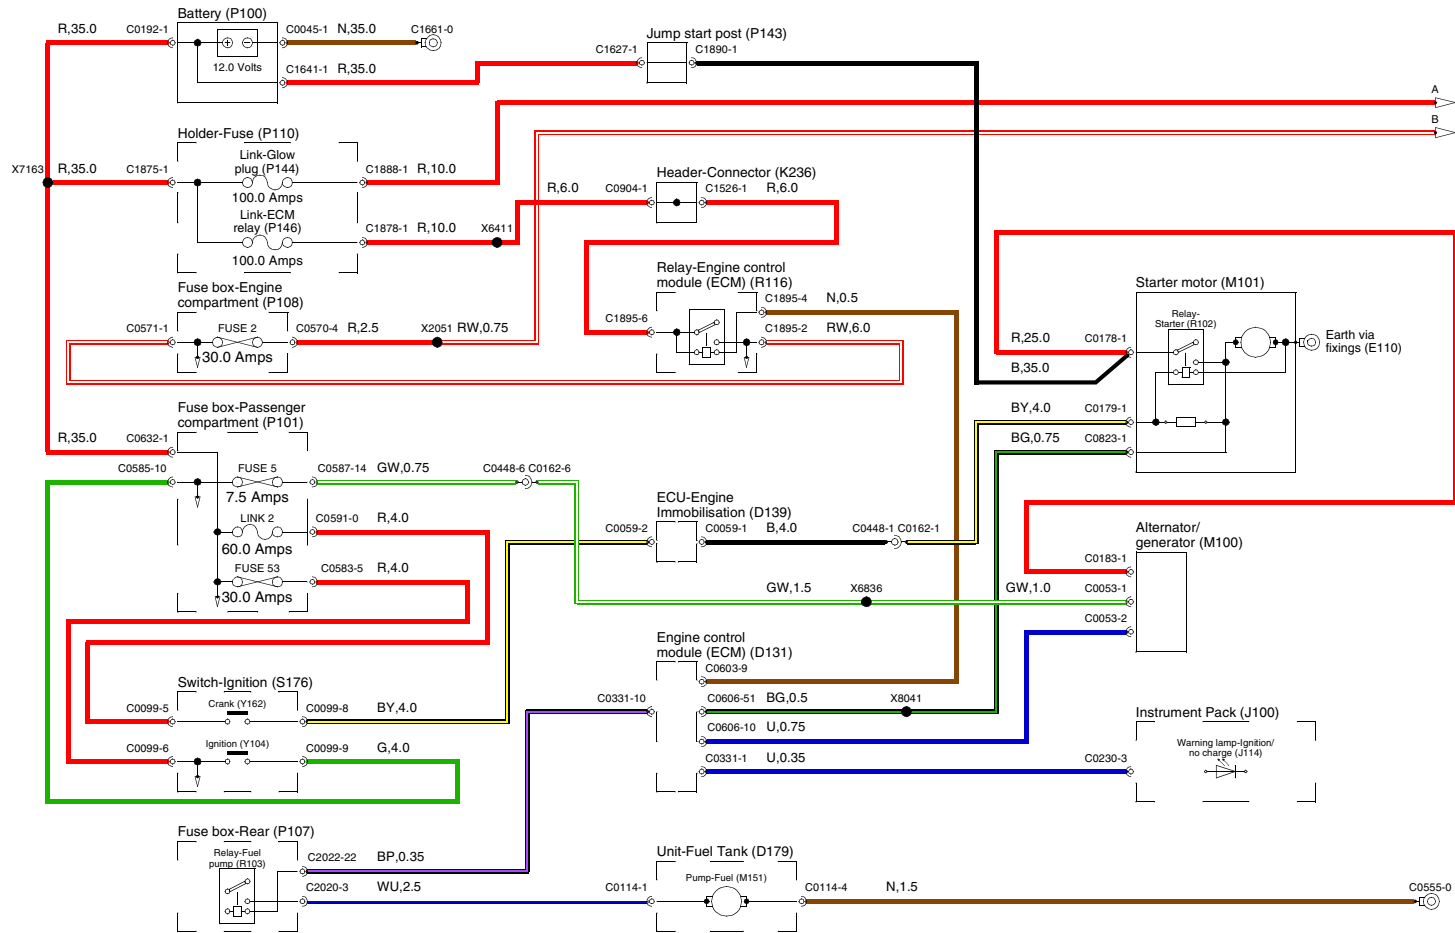 Battery (P100)
R,35.0 C0192-1 C0045-1 N,35.0 C1661-0
12.0 Volts
C1641-1 R,35.0
Jump start post (P143)
C1627-1 C1890-1
A
B
Holder-Fuse (P110)
Link-Glow
plug (P144)
X7163 R,35.0 C1875-1 C1888-1 R,10.0
100.0 Amps
Link-ECM
relay (P146)
C1878-1 R,10.0 X6411
100.0 Amps
Header-Connector (K236)
R,6.0 C0904-1 C1526-1 R,6.0
Fuse box-Engine
compartment (P108)
C0571-1 FUSE 2 C0570-4 R,2.5 X2051 RW,0.75
30.0 Amps
Relay-Engine control
module (ECM) (R116)
C1895-4 N,0.5
C1895-6 C1895-2 RW,6.0
Starter motor (M101)
Relay-
Starter (R102)
R,25.0 C0178-1
Earth via
fixings (E110)
B,35.0
BY,4.0 C0179-1
BG,0.75 C0823-1
Fuse box-Passenger
compartment (P101)
R,35.0 C0632-1
C0585-10 FUSE 5 C0587-14 GW,0.75 C0448-6 C0162-6
7.5 Amps
LINK 2 C0591-0 R,4.0
60.0 Amps
FUSE 53 C0583-5 R,4.0
30.0 Amps
ECU-Engine
Immobilisation (D139)
C0059-2 C0059-1 B,4.0 C0448-1 C0162-1
Alternator/
generator (M100)
C0183-1
GW,1.5 X6836 GW,1.0 C0053-1
C0053-2
Engine control
module (ECM) (D131)
C0603-9
C0331-10 C0606-51 BG,0.5 X8041
C0606-10 U,0.75
C0331-1 U,0.35 C0230-3
Switch-Ignition (S176)
C0099-5 Crank (Y162) C0099-8 BY,4.0
C0099-6 Ignition (Y104) C0099-9 G,4.0
Instrument Pack (J100)
Warning lamp-Ignition/
no charge (J114)
Fuse box-Rear (P107)
Relay-Fuel
pump (R103)
C2022-22 BP,0.35
C2020-3 WU,2.5
Unit-Fuel Tank (D179)
Pump-Fuel (M151)
C0114-1 C0114-4 N,1.5 C0555-0